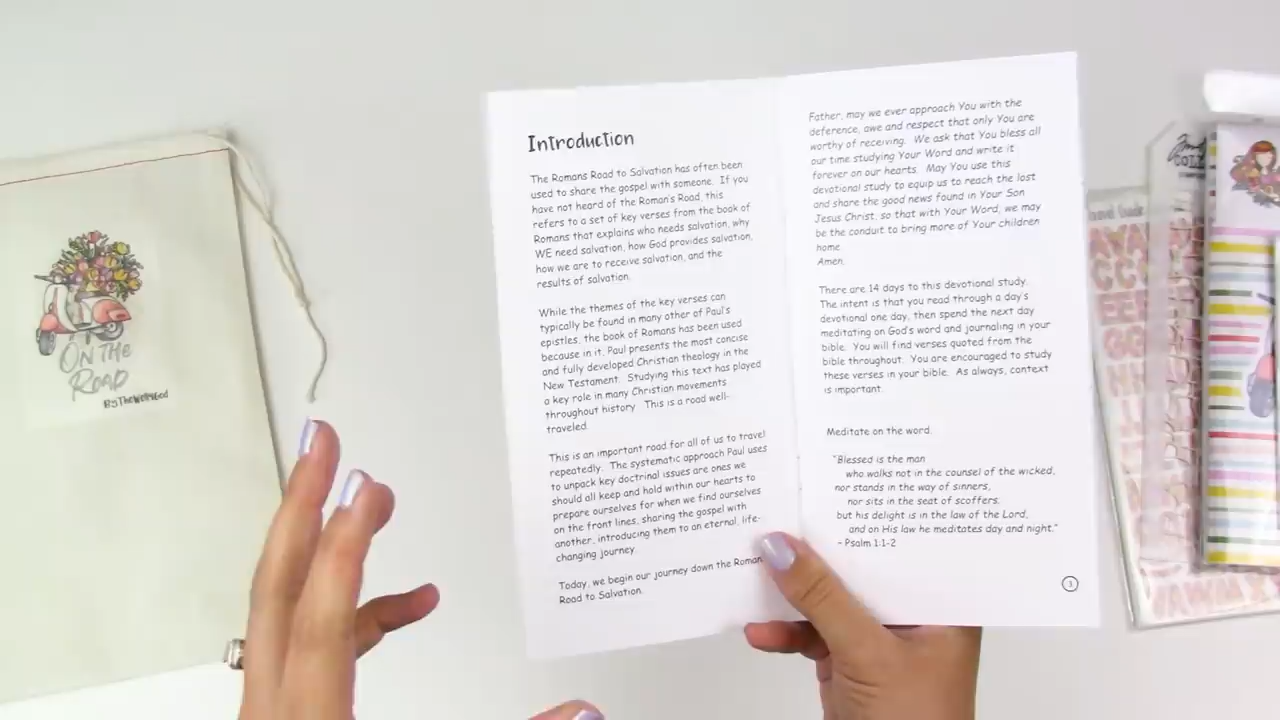 ON THE
ROAD
ByTheWellGod
Introduction
The Romans Road to Salvation has often been
used to share the gospel with someone. If you
have not heard of the Roman's Road, this
refers to a set of key verses from the book of
Romans that explains who needs salvation, why
WE need salvation, how God provides salvation,
how we are to receive salvation, and the
results of salvation.
While the themes of the key verses can
typically be found in many other of Paul's
epistles, the book of Romans has been used
because in it, Paul presents the most concise
and fully developed Christian theology in the
New Testament. Studying this text has played
a key role in many Christian movements
throughout history. This is a road well-
traveled.
This is an important road for all of us to travel
repeatedly. The systematic approach Paul uses
to unpack key doctrinal issues are ones we
should all keep and hold within our hearts to
prepare ourselves for when we find ourselves
on the front lines, sharing the gospel with
another, introducing them to an eternal, life-
changing journey.
Today, we begin our journey down the Roman
Road to Salvation.
Father, may we ever approach You with the
deference, awe and respect that only You are
worthy of receiving. We ask that You bless all
our time studying Your Word and write it
forever on our hearts. May You use this
devotional study to equip us to reach the lost
and share the good news found in Your Son
Jesus Christ, so that with Your Word, we may
be the conduit to bring more of Your children
home.
Amen.
There are 14 days to this devotional study.
The intent is that you read through a day's
devotional one day, then spend the next day
meditating on God's word and journaling in your
bible. You will find verses quoted from the
bible throughout. You are encouraged to study
these verses in your bible. As always, context
is important.
Meditate on the word.
"Blessed is the man
who walks not in the counsel of the wicked,
nor stands in the way of sinners,
nor sits in the seat of scoffers;
but his delight is in the law of the Lord,
and on His law he meditates day and night."
- Psalm 1:1-2
3
Travel Guide